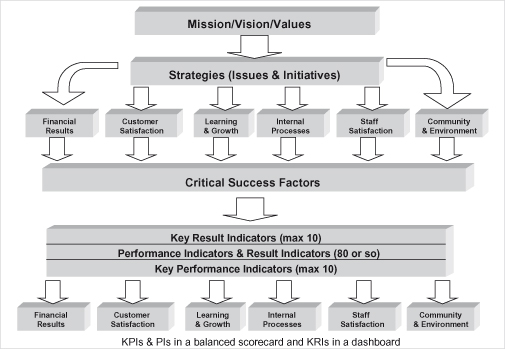 Mission/Vision/Values
Strategies (Issues & Initiatives)
Financial
Results
Customer
Satisfaction
Learning
& Growth
Internal
Processes
Staff
Satisfaction
Community
& Environment
Critical Success Factors
Key Result Indicators (max 10)
Performance Indicators & Result Indicators (80 or so)
Key Performance Indicators (max 10)
Financial
Results
Customer
Satisfaction
Learning
& Growth
Internal
Processes
Staff
Satisfaction
Community
& Environment
KPIs & PIs in a balanced scorecard and KRIs in a dashboard